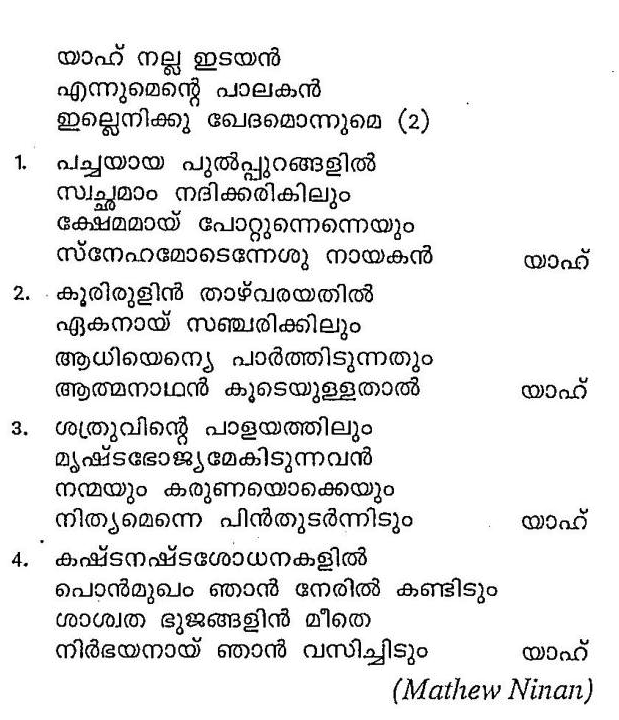 യാഹ് നല്ല ഇടയൻ
എന്നുമെന്റെ പാലകൻ
ഇല്ലെനിക്കു ഖേദമൊന്നുമെ (2)
1. പച്ചയായ പുൽപ്പുറങ്ങളിൽ
സ്വച്ഛമാം നദിക്കരികിലും
ക്ഷേമമായ് പോറ്റുന്നെന്നെയും
സ്നേഹമോടെന്നേശു നായകൻ യാഹ്
2. കൂരിരുളിൻ താഴ്‌വരയതിൽ
ഏകനായ് സഞ്ചരിക്കിലും
ആധിയെന്യെ പാർത്തിടുന്നതും
ആത്മനാഥൻ കൂടെയുള്ളതാൽ യാഹ്
3. ശത്രുവിന്റെ പാളയത്തിലും
മൃഷ്ടഭോജ്യമേകിടുന്നവൻ
നന്മയും കരുണയൊക്കെയും
നിത്യമെന്നെ പിൻതുടർന്നിടും യാഹ്
4. കഷ്ടനഷ്ടശോധനകളിൽ
പൊൻമുഖം ഞാൻ നേരിൽ കണ്ടിടും
ശാശ്വത ഭുജങ്ങളിൻ മീതെ
നിർഭയനായ് ഞാൻ വസിച്ചിടും യാഹ്
(Mathew Ninan)